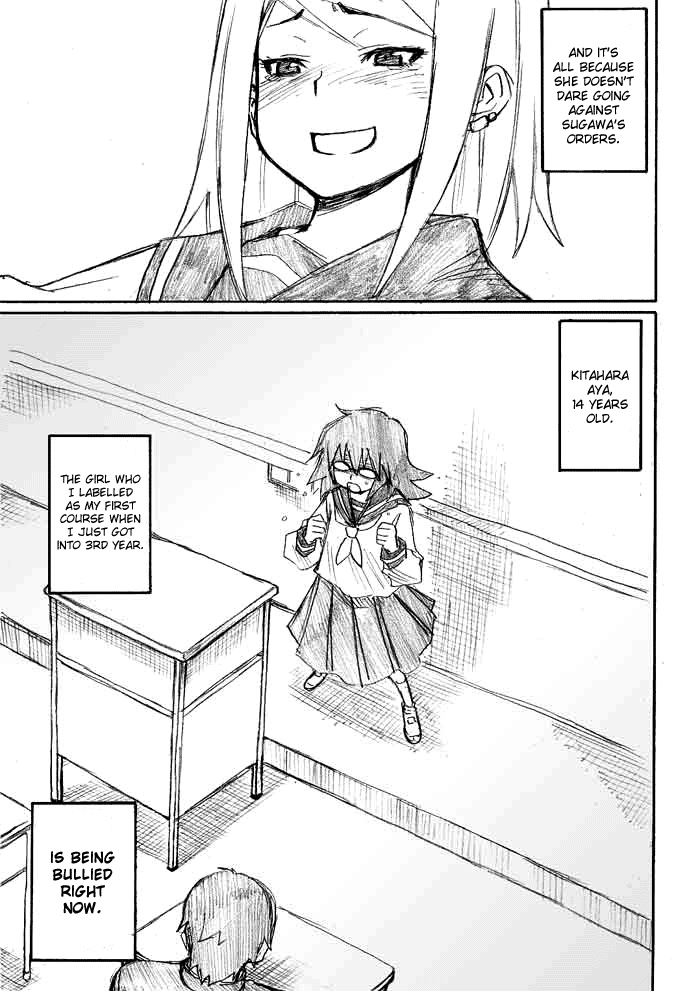 AND IT'S
ALL BECAUSE
SHE DOESN'T
DARE GOING
AGAINST
SUGAWA'S
ORDERS.
KITAHARA
AYA,
14 YEARS
OLD.
THE GIRL WHO
I LABELLED
AS MY FIRST
COURSE WHEN
I JUST GOT
INTO 3RD YEAR.
IS BEING
BULLIED
RIGHT
NOW.